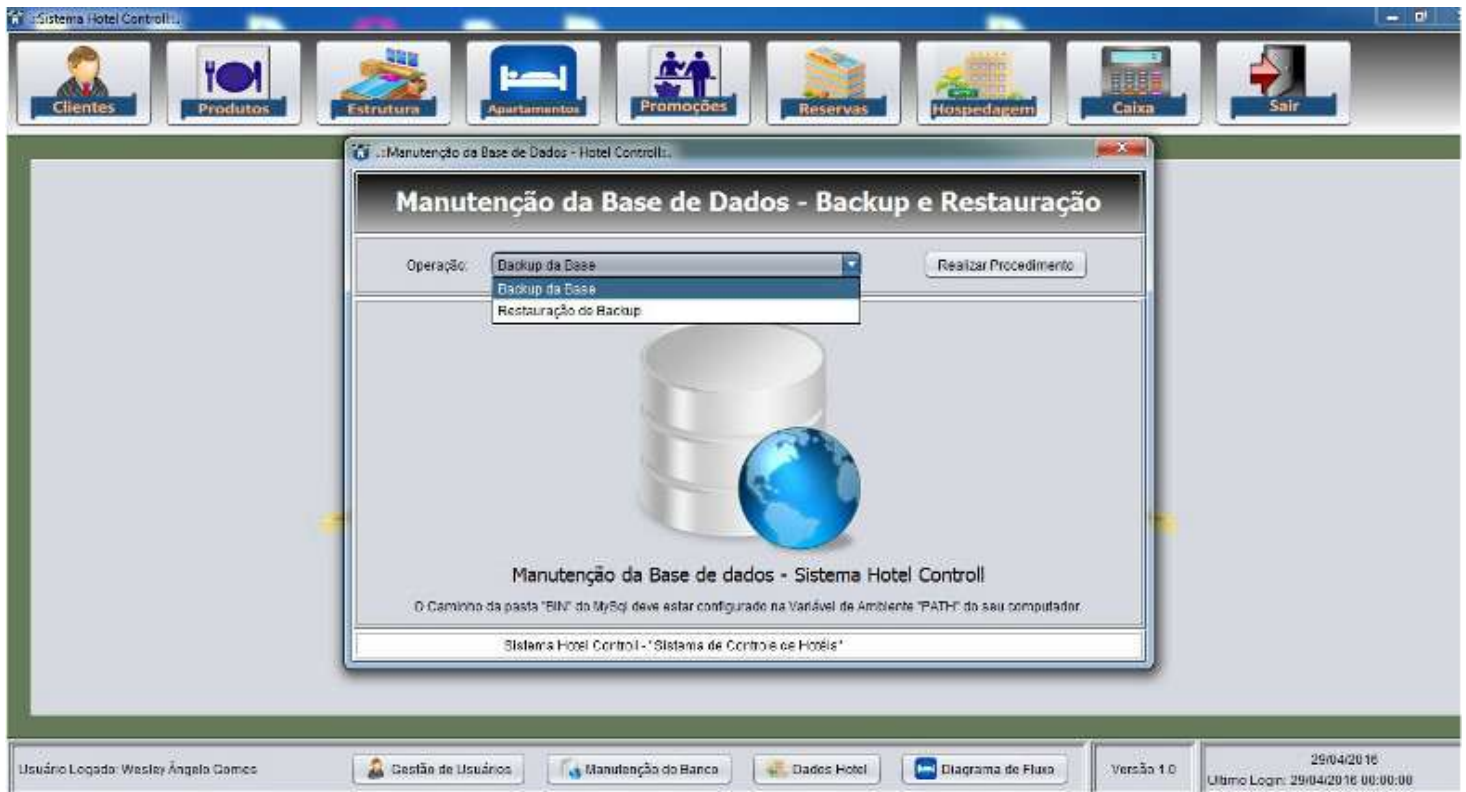 .:Sistema Hotel Controll:.
Clientes
Produtos
Estrutura
Apartamentos
Promoções
Reservas
Hospedagem
Caixa
Sair
.:Manutenção da Base de Dados - Hotel Controll:.
Manutenção da Base de Dados - Backup e Restauração
Operação:
Backup da Base
Realizar Procedimento
Backup da Base
Restauração de Backup
Manutenção da Base de dados - Sistema Hotel Controll
O Caminho da pasta "BIN" do MySql deve estar configurado na Variável de Ambiente "PATH" do seu computador.
Sistema Hotel Controll - "Sistema de Controle de Hotéis"
Usuário Logado: Wesley Ângelo Gomes
Gestão de Usuários
Manutenção do Banco
Dados Hotel
Diagrama de Fluxo
Versão 1.0
29/04/2016
Ultimo Login: 29/04/2016 00:00:00